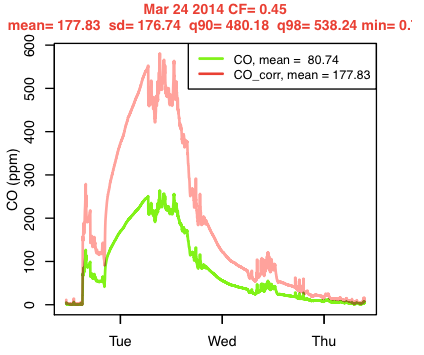 Mar 24 2014 CF= 0.45
mean= 177.83 sd= 176.74 q90= 480.18 q98= 538.24 min= 0.
CO, mean = 80.74
CO_corr, mean = 177.83
CO (ppm)
600
500
400
300
200
100
0
Tue Wed Thu